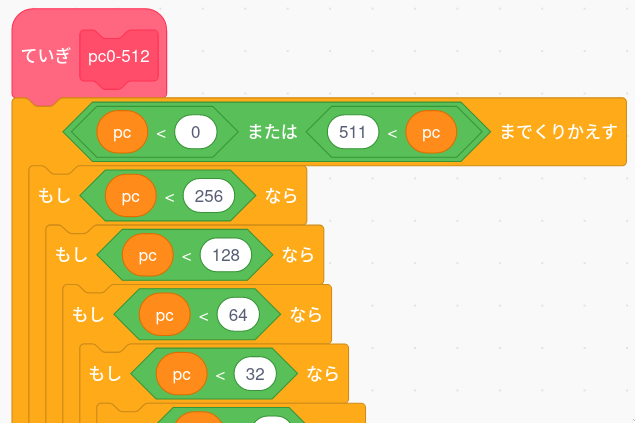 ていぎ pc0-512
pc < 0 または 511 < pc までくりかえす
もし pc < 256 なら
もし pc < 128 なら
もし pc < 64 なら
もし pc < 32 なら